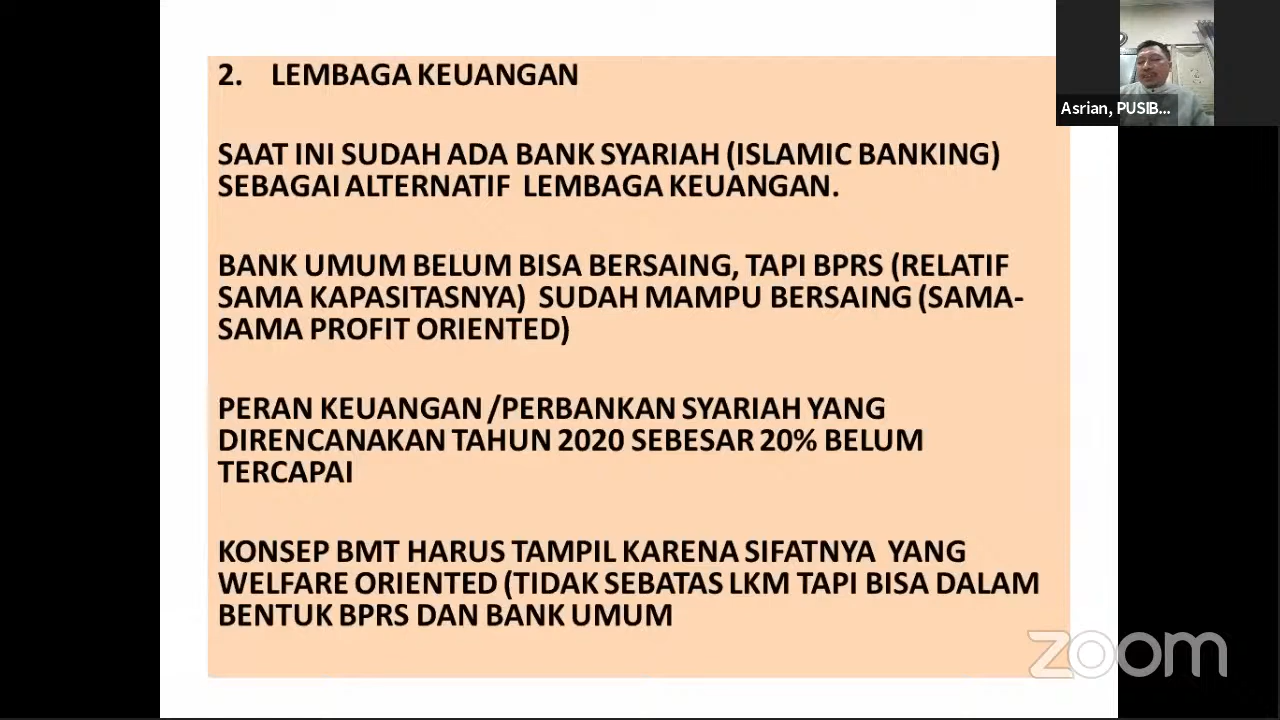 2. LEMBAGA KEUANGAN
SAAT INI SUDAH ADA BANK SYARIAH (ISLAMIC BANKING)
SEBAGAI ALTERNATIF LEMBAGA KEUANGAN.
BANK UMUM BELUM BISA BERSAING, TAPI BPRS (RELATIF
SAMA KAPASITASNYA) SUDAH MAMPU BERSAING (SAMA-
SAMA PROFIT ORIENTED)
PERAN KEUANGAN /PERBANKAN SYARIAH YANG
DIRENCANAKAN TAHUN 2020 SEBESAR 20% BELUM
TERCAPAI
KONSEP BMT HARUS TAMPIL KARENA SIFATNYA YANG
WELFARE ORIENTED (TIDAK SEBATAS LKM TAPI BISA DALAM
BENTUK BPRS DAN BANK UMUM
Asrian, PUSIB...
zoom